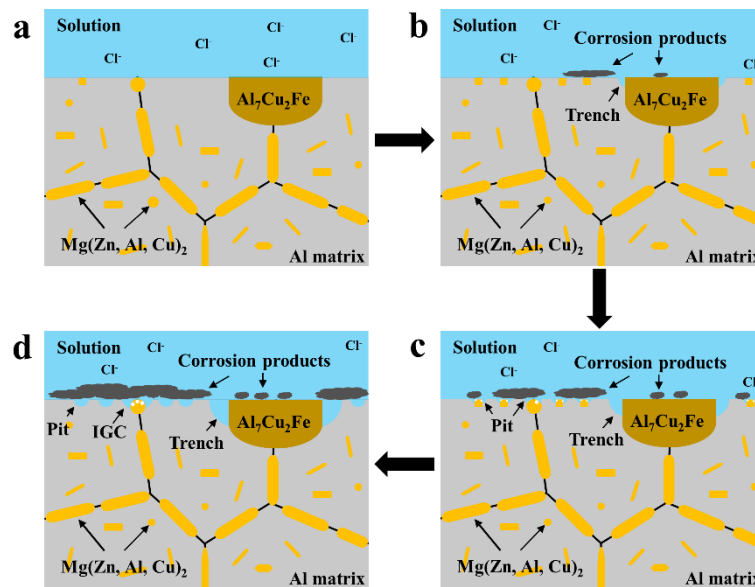 a
Solution
Cl⁻
Cl⁻
Cl⁻
Cl⁻
Cl⁻
Al₇Cu₂Fe
Mg(Zn, Al, Cu)₂
Al matrix
b
Solution
Cl⁻
Cl⁻
Corrosion products
Cl⁻
Trench
Al₇Cu₂Fe
Mg(Zn, Al, Cu)₂
Al matrix
d
Solution
Cl⁻
Cl⁻
Cl⁻
Corrosion products
Pit
IGC
Trench
Al₇Cu₂Fe
Mg(Zn, Al, Cu)₂
Al matrix
c
Solution
Cl⁻
Cl⁻
Cl⁻
Corrosion products
Pit
Trench
Al₇Cu₂Fe
Mg(Zn, Al, Cu)₂
Al matrix